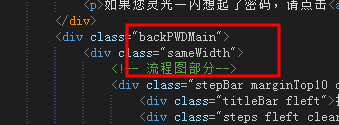 <p>如果您灵光一内想起了密码，请点击<a
</div>
<div class="backPWDMain">
<div class="sameWidth">
<!-- 流程图部分-->
<div class="stepBar marginTop10 c
<div class="titleBar fleft">
<div class="steps fleft clear